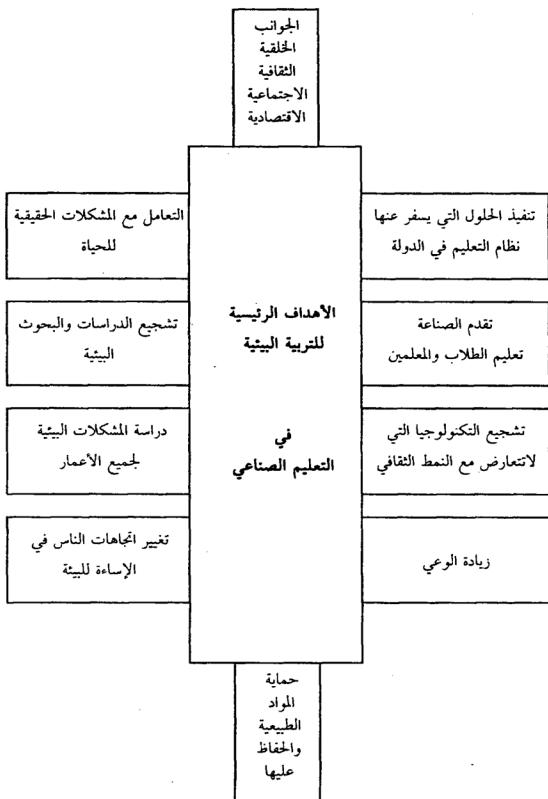 الجوانب
الخلقية
الثقافية
الاجتماعية
الاقتصادية
تنفيذ الحلول التي يسفر عنها
نظام التعليم في الدولة
التعامل مع المشكلات الحقيقية
للحياة
الأهداف الرئيسية
للتربية البيئية
في
التعليم الصناعي
تقدم الصناعة
تعليم الطلاب والمعلمين
تشجيع الدراسات والبحوث
البيئية
تشجيع التكنولوجيا التي
لاتتعارض مع النمط الثقافي
دراسة المشكلات البيئية
لجميع الأعمار
زيادة الوعي
تغيير اتجاهات الناس في
الإساءة للبيئة
حماية
المواد
الطبيعية
والحفاظ
عليها